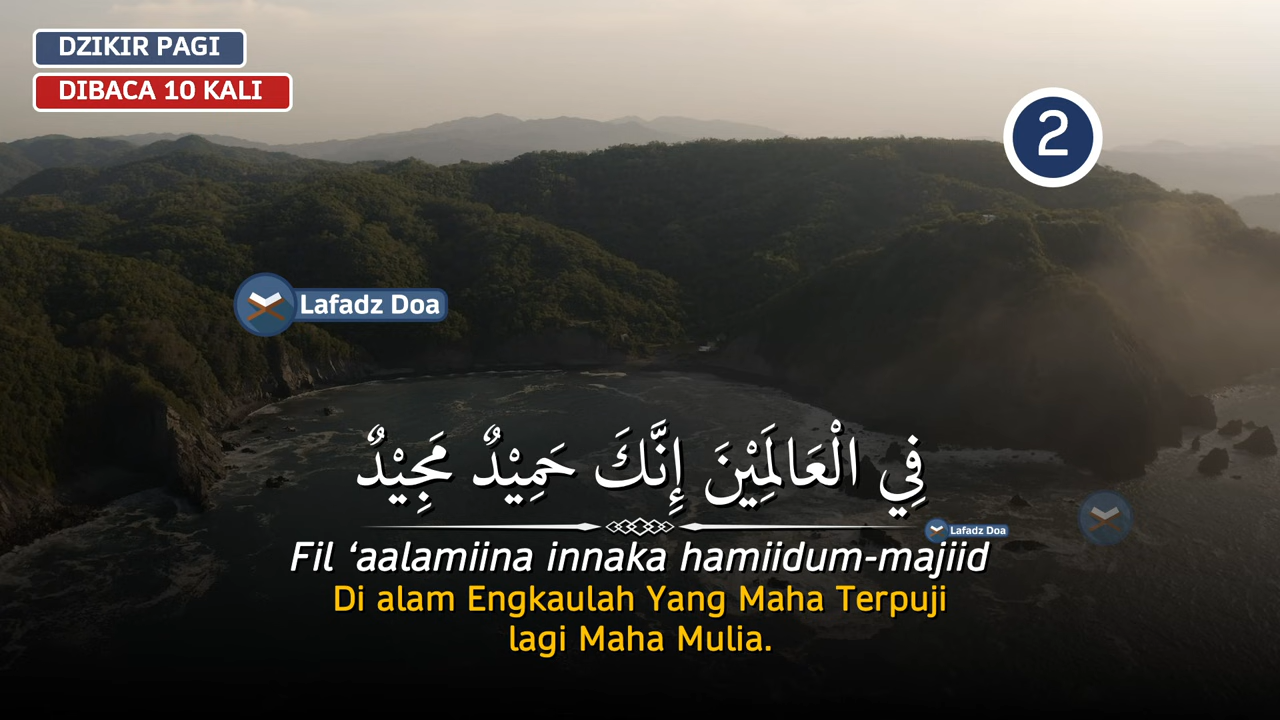 DZIKIR PAGI
DIBACA 10 KALI
2
Lafadz Doa
فِي الْعَالَمِيْنَ إِنَّكَ حَمِيْدٌ مَجِيْدٌ
Lafadz Doa
Fil ‘aalamiina innaka hamiidum-majiid
Di alam Engkaulah Yang Maha Terpuji
lagi Maha Mulia.